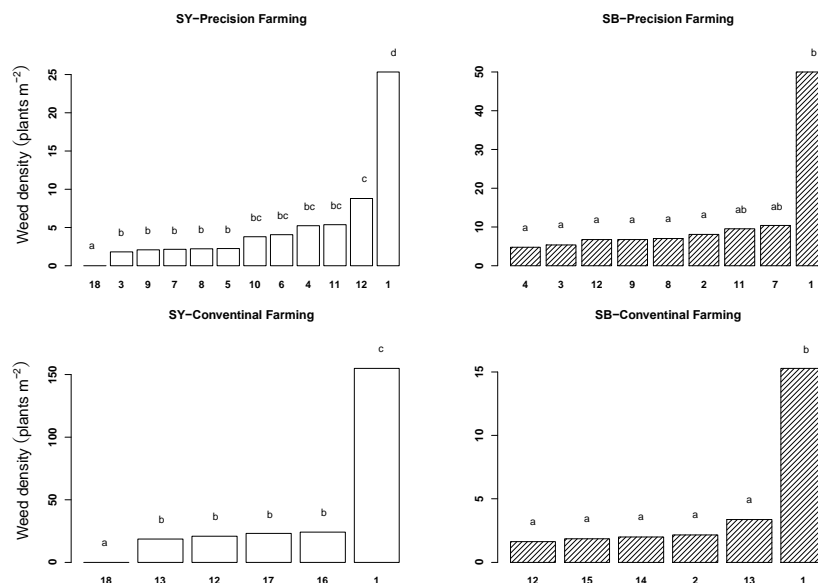 SY−Precision Farming
SB−Precision Farming
Weed density (plants m−2)
0 5 10 15 20 25
a b b b b b bc bc bc bc c d
18 3 9 7 8 5 10 6 4 11 12 1
0 10 20 30 40 50
a a a a a a ab ab b
4 3 12 9 8 2 11 7 1
SY−Conventinal Farming
SB−Conventinal Farming
Weed density (plants m−2)
0 50 100 150
a b b b b c
18 13 12 17 16 1
0 5 10 15
a a a a a b
12 15 14 2 13 1